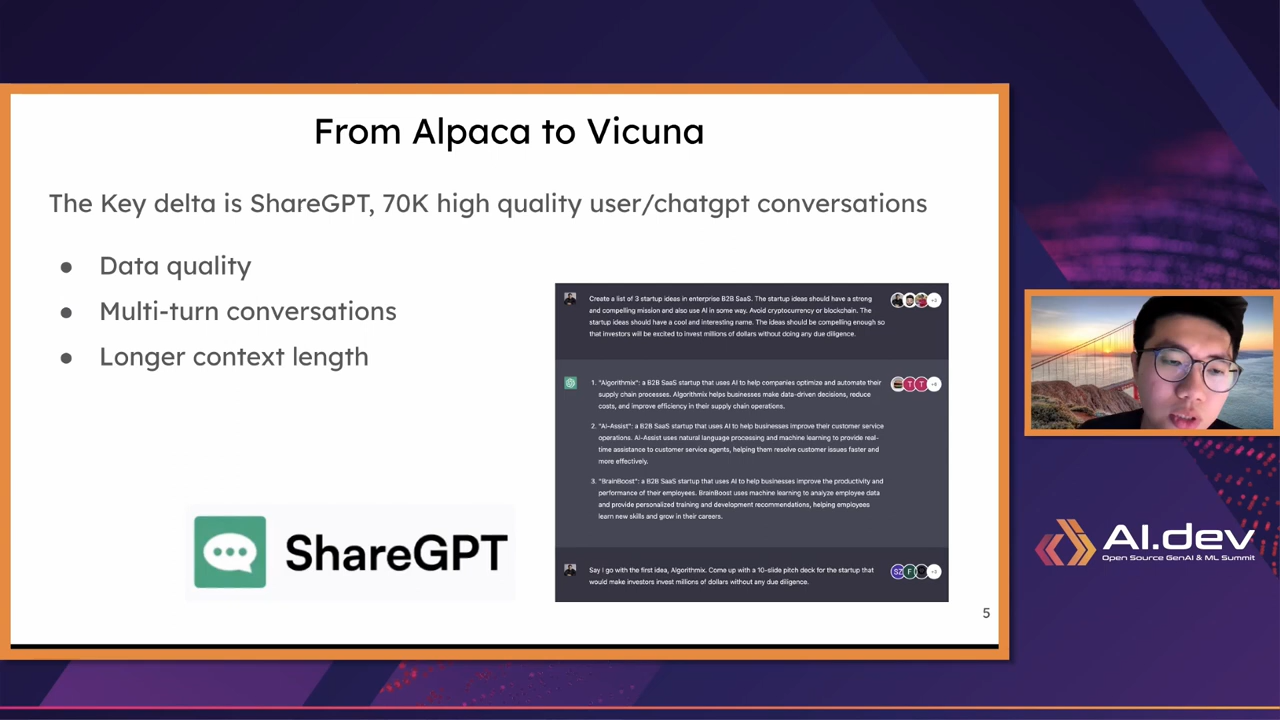 From Alpaca to Vicuna
The Key delta is ShareGPT, 70K high quality user/chatgpt conversations
● Data quality
● Multi-turn conversations
● Longer context length
ShareGPT
Create a list of 3 startup ideas in enterprise B2B SaaS. The startup ideas should have a strong
and compelling mission and also use AI in some way. Avoid cryptocurrency or blockchain. The
startup ideas should have a cool and interesting name. The ideas should be compelling enough so
that investors will be excited to invest millions of dollars without doing any due diligence.
1. "Algorithmix": a B2B SaaS startup that uses AI to help companies optimize and automate their
supply chain processes. Algorithmix helps businesses make data-driven decisions, reduce
costs, and improve efficiency in their supply chain operations.
T T
2. "AI-Assist": a B2B SaaS startup that uses AI to help businesses improve their customer service
operations. AI-Assist uses natural language processing and machine learning to provide real-
time assistance to customer service agents, helping them resolve customer issues faster and
more effectively.
3. "BrainBoost": a B2B SaaS startup that uses AI to help businesses improve the productivity and
performance of their employees. BrainBoost uses machine learning to analyze employee data
and provide personalized training and development recommendations, helping employees
learn new skills and grow in their careers.
Say I go with the first idea, Algorithmix. Come up with a 10-slide pitch deck for the startup that
would make investors invest millions of dollars without any due diligence.
SZ F
5
AI.dev
Open Source GenAI & ML Summit